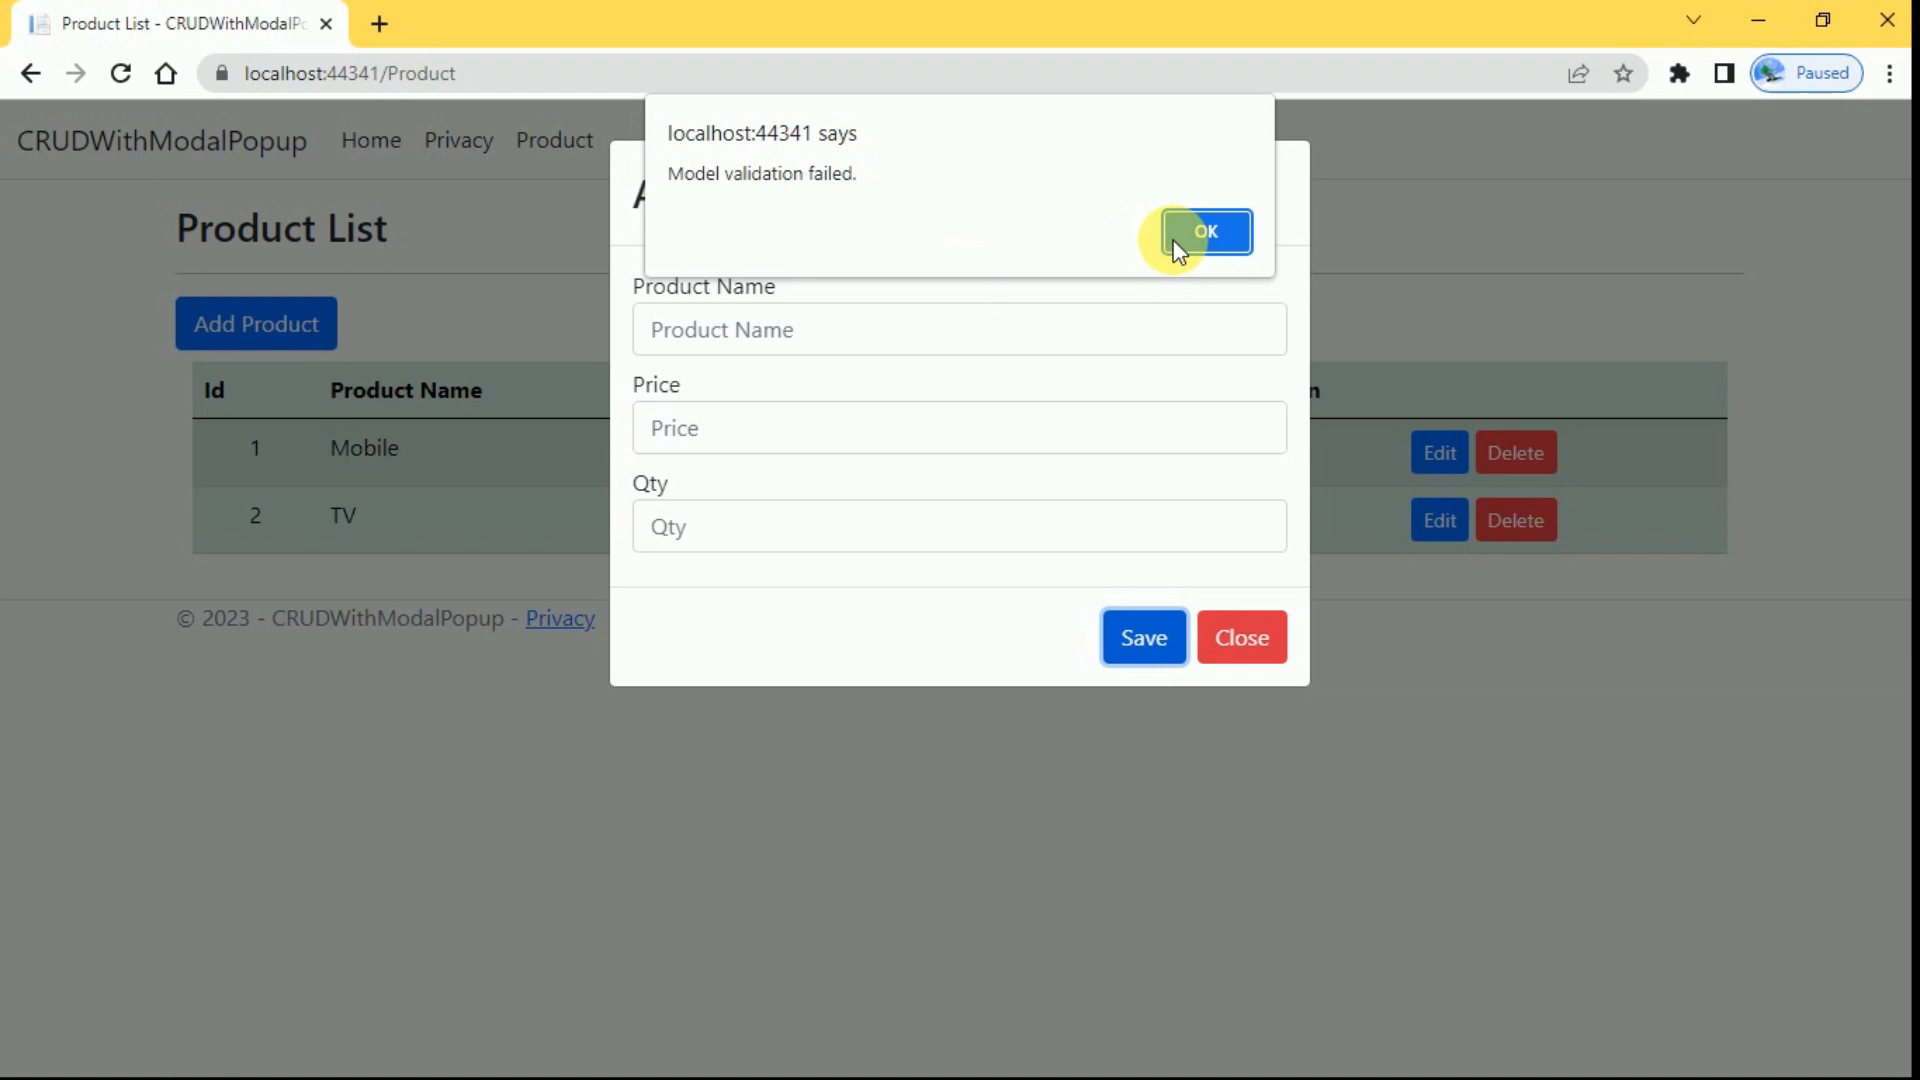 Product List - CRUDWithModalP
localhost:44341/Product
Paused
CRUDWithModalPopup Home Privacy Product
localhost:44341 says
Model validation failed.
OK
Product List
Add Product
Product Name
Product Name
Price
Price
Qty
Qty
Save Close
Id Product Name
1 Mobile Edit Delete
2 TV Edit Delete
© 2023 - CRUDWithModalPopup - Privacy